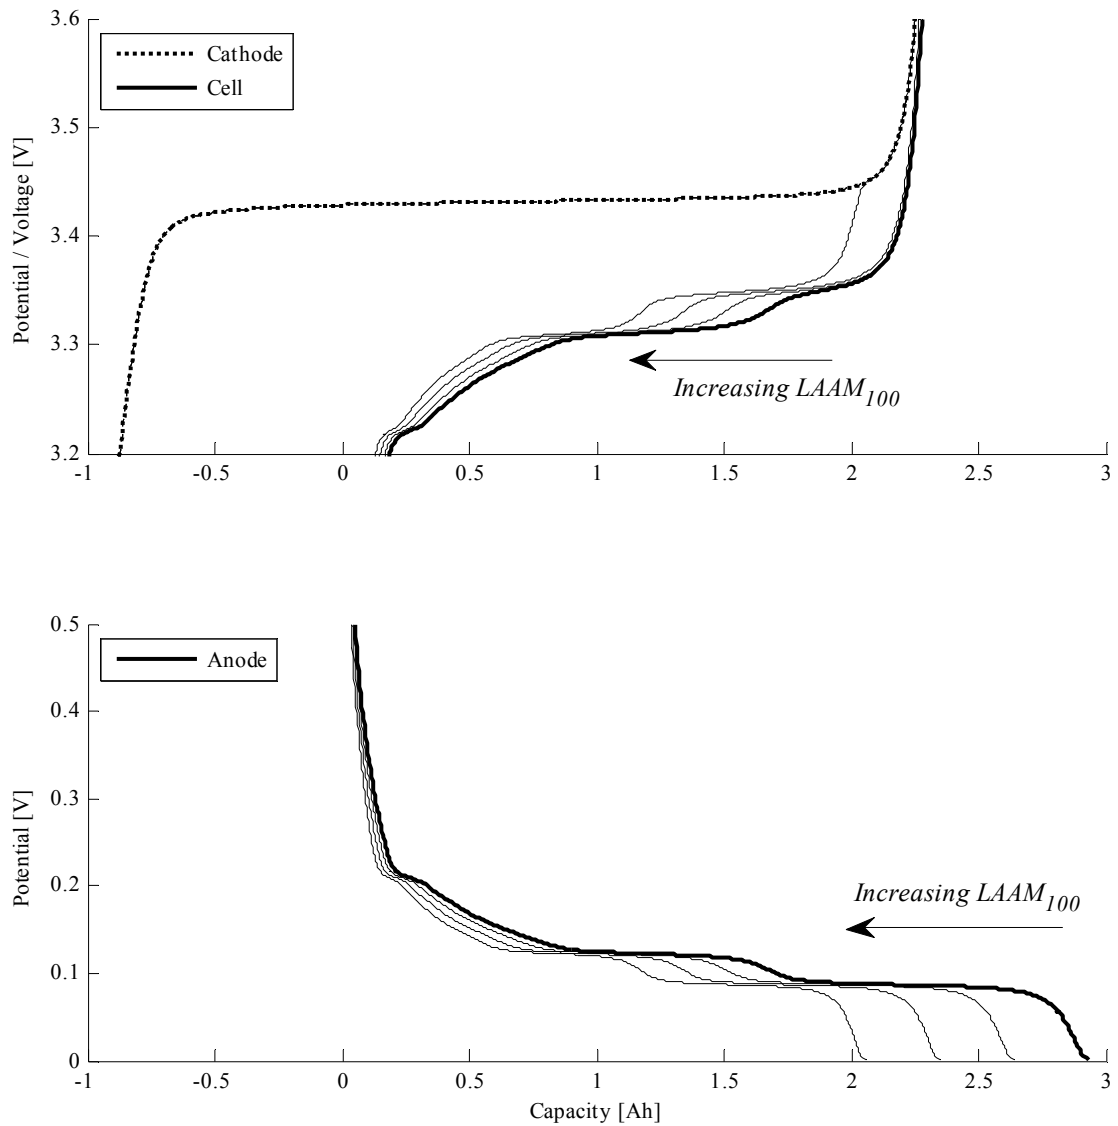 3.6
Cathode
Cell
3.5
3.4
3.3
3.2
Potential / Voltage [V]
Increasing LAAM100
-1 -0.5 0 0.5 1 1.5 2 2.5 3
0.5
Anode
0.4
0.3
0.2
0.1
0
Potential [V]
Increasing LAAM100
-1 -0.5 0 0.5 1 1.5 2 2.5 3
Capacity [Ah]